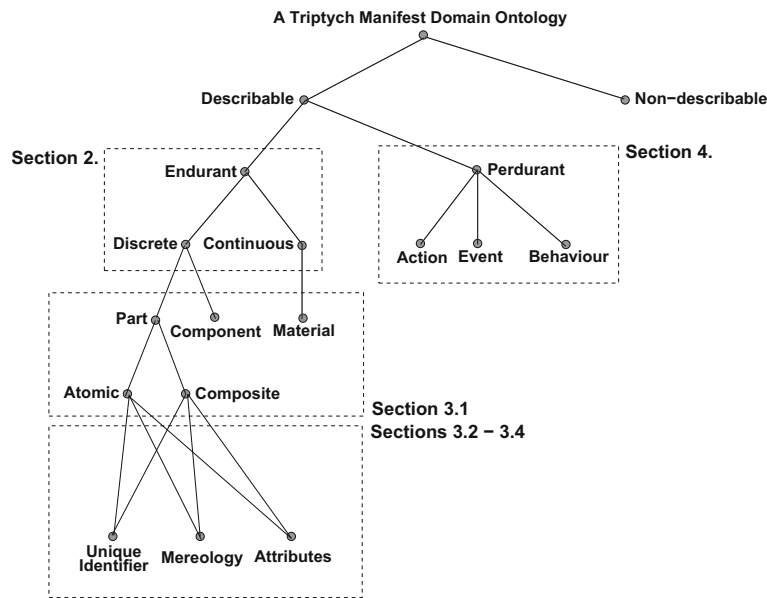 A Triptych Manifest Domain Ontology
Describable
Non−describable
Section 2.
Section 4.
Endurant
Perdurant
Discrete
Continuous
Action
Event
Behaviour
Part
Component
Material
Atomic
Composite
Section 3.1
Sections 3.2 − 3.4
Unique
Identifier
Mereology
Attributes